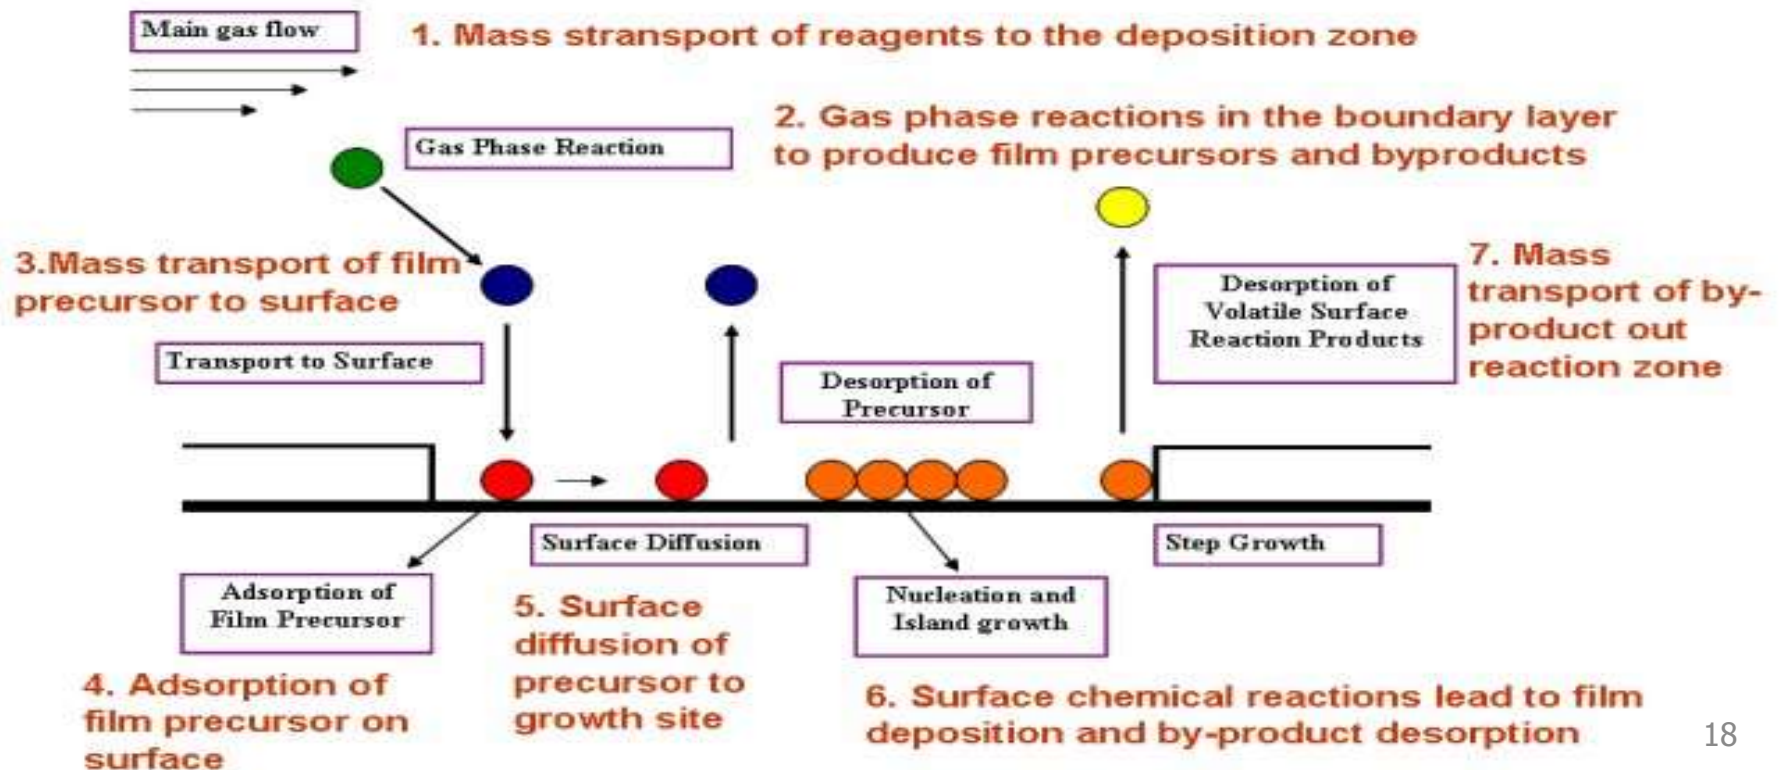 Main gas flow
1. Mass stransport of reagents to the deposition zone
2. Gas phase reactions in the boundary layer
to produce film precursors and byproducts
Gas Phase Reaction
3.Mass transport of film
precursor to surface
7. Mass
transport of by-
product out
reaction zone
Desorption of
Volatile Surface
Reaction Products
Transport to Surface
Desorption of
Precursor
Surface Diffusion
Step Growth
Adsorption of
Film Precursor
Nucleation and
Island growth
5. Surface
diffusion of
precursor to
growth site
4. Adsorption of
film precursor on
surface
6. Surface chemical reactions lead to film
deposition and by-product desorption
18